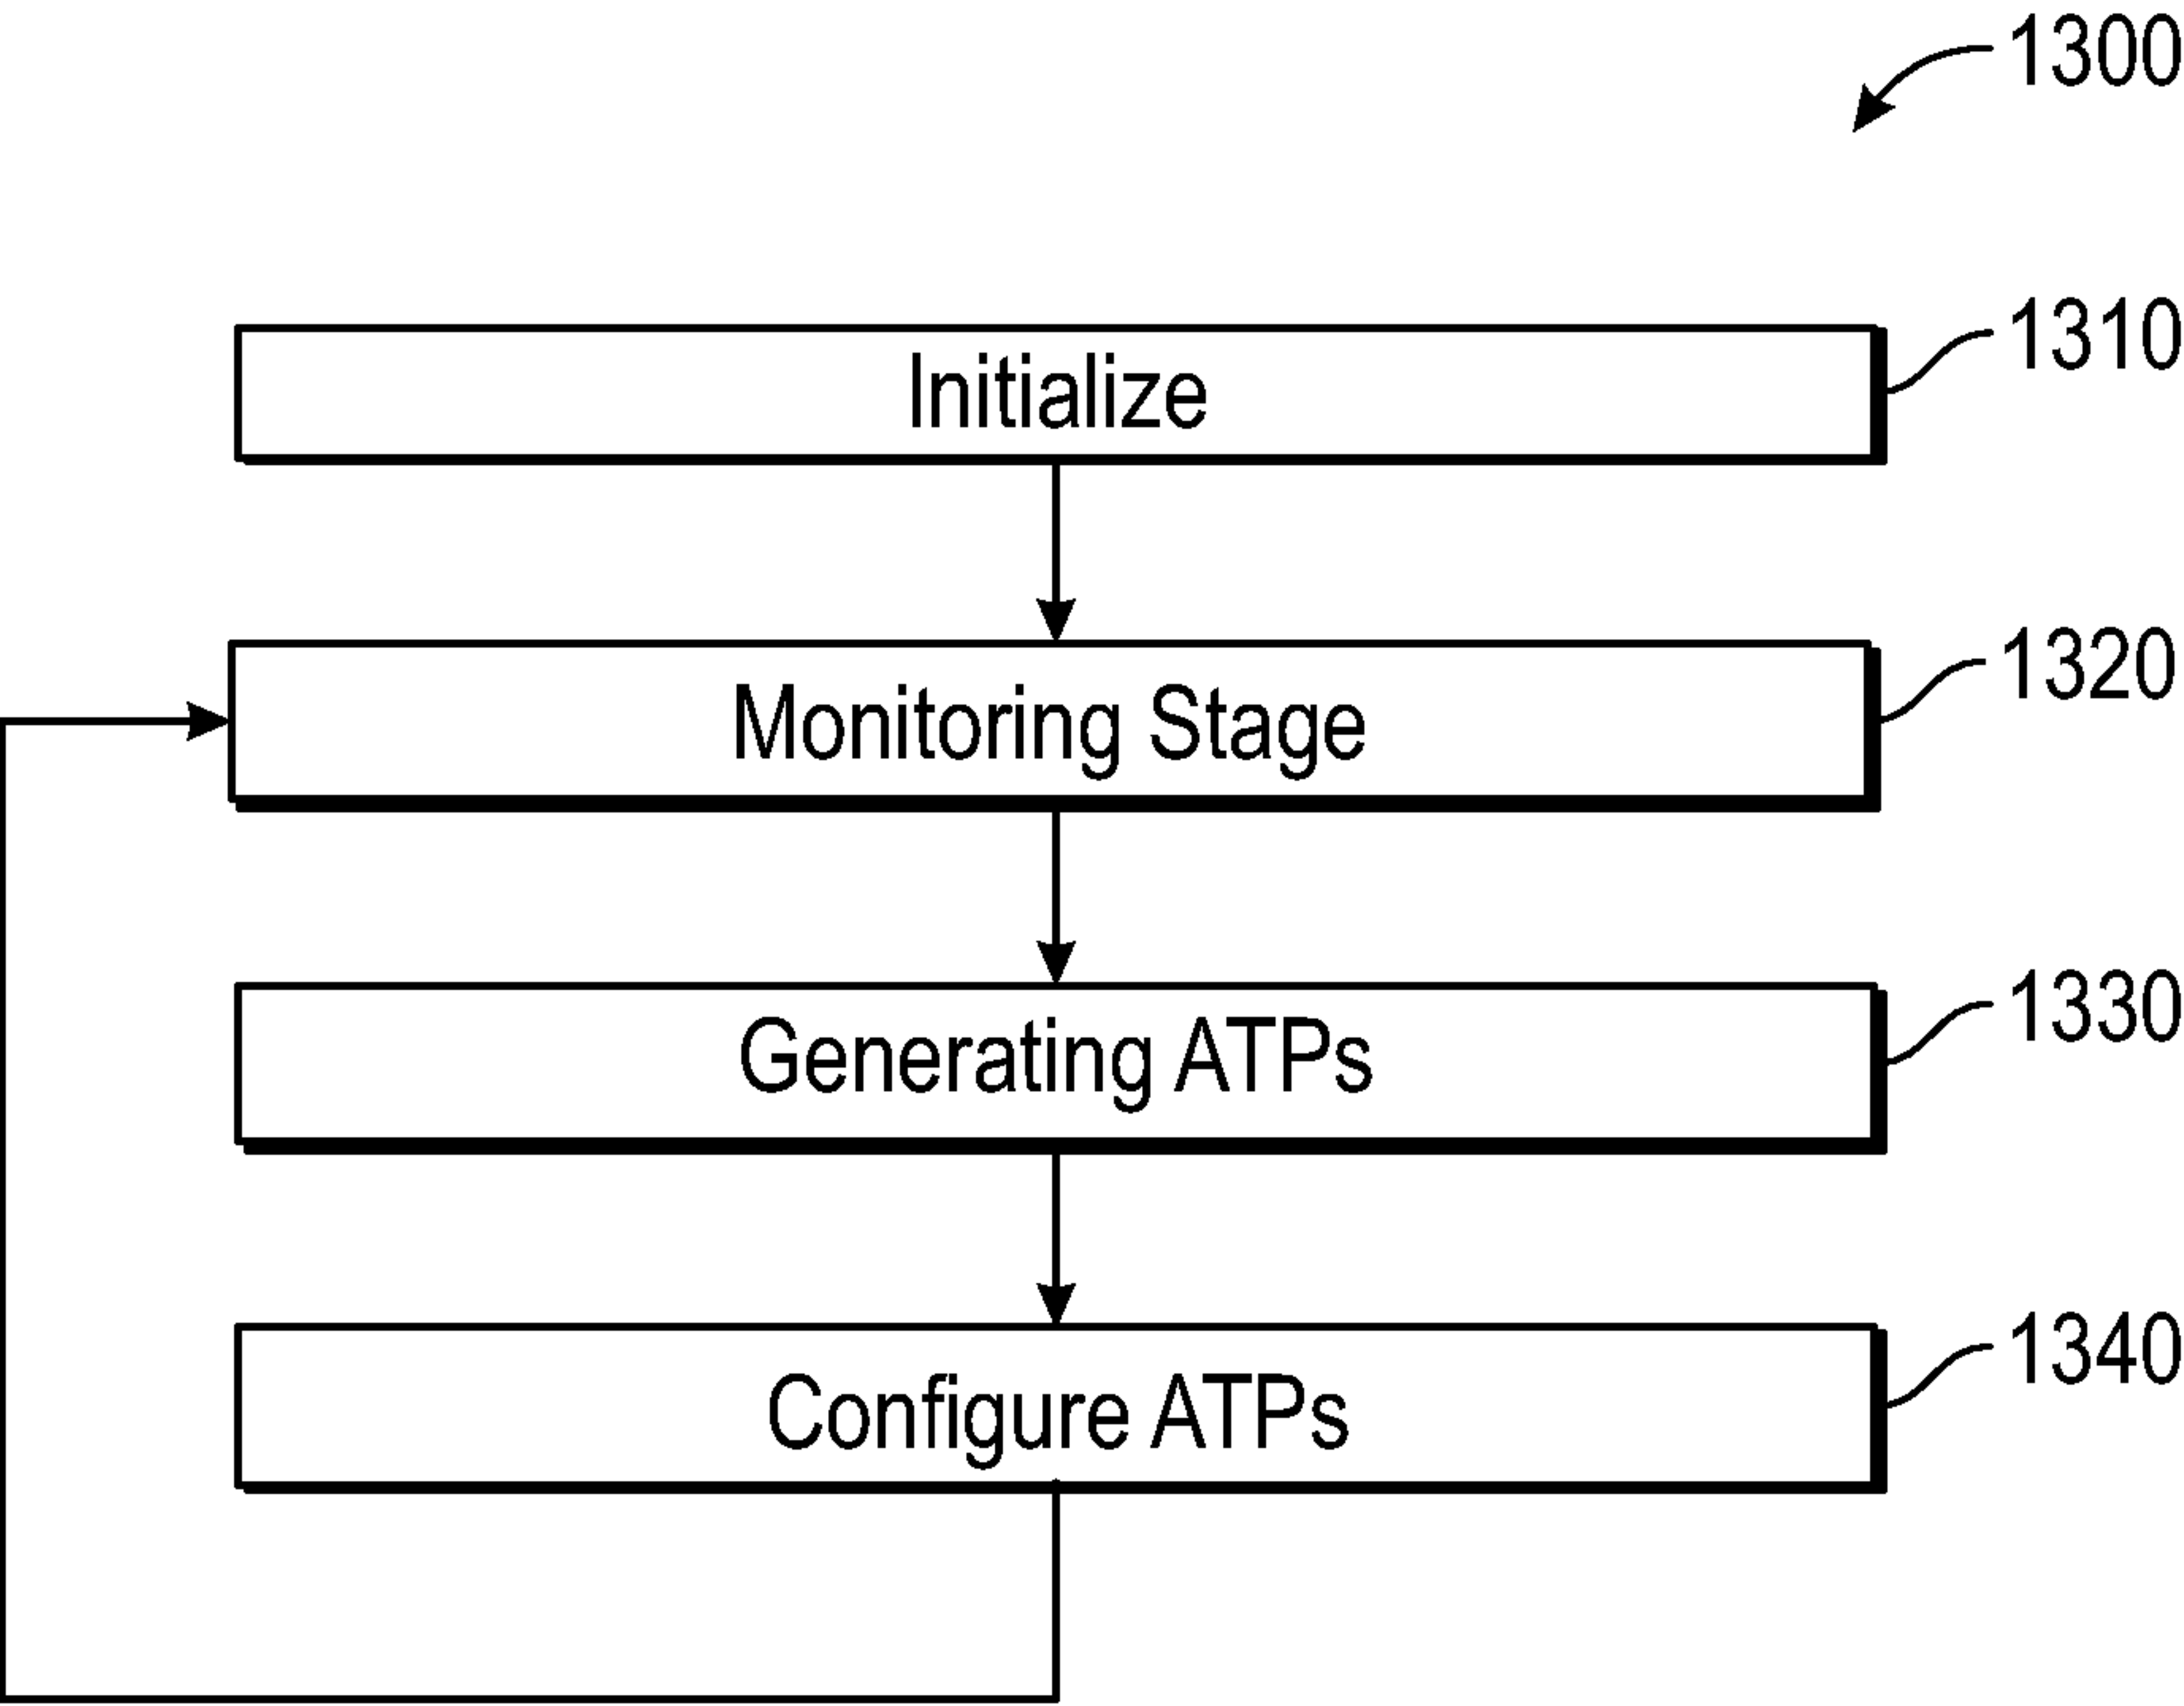 1300
Initialize
1310
Monitoring Stage
1320
Generating ATPs
1330
Configure ATPs
1340